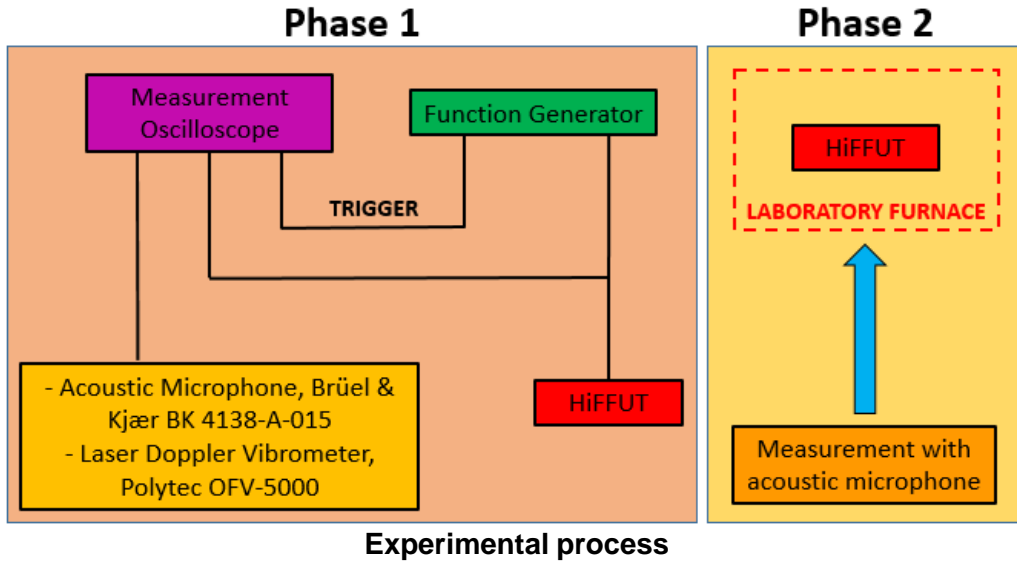 Phase 1
Measurement
Oscilloscope
Function Generator
TRIGGER
- Acoustic Microphone, Brüel &
Kjær BK 4138-A-015
- Laser Doppler Vibrometer,
Polytec OFV-5000
HiFFUT
Phase 2
HiFFUT
LABORATORY FURNACE
Measurement with
acoustic microphone
Experimental process